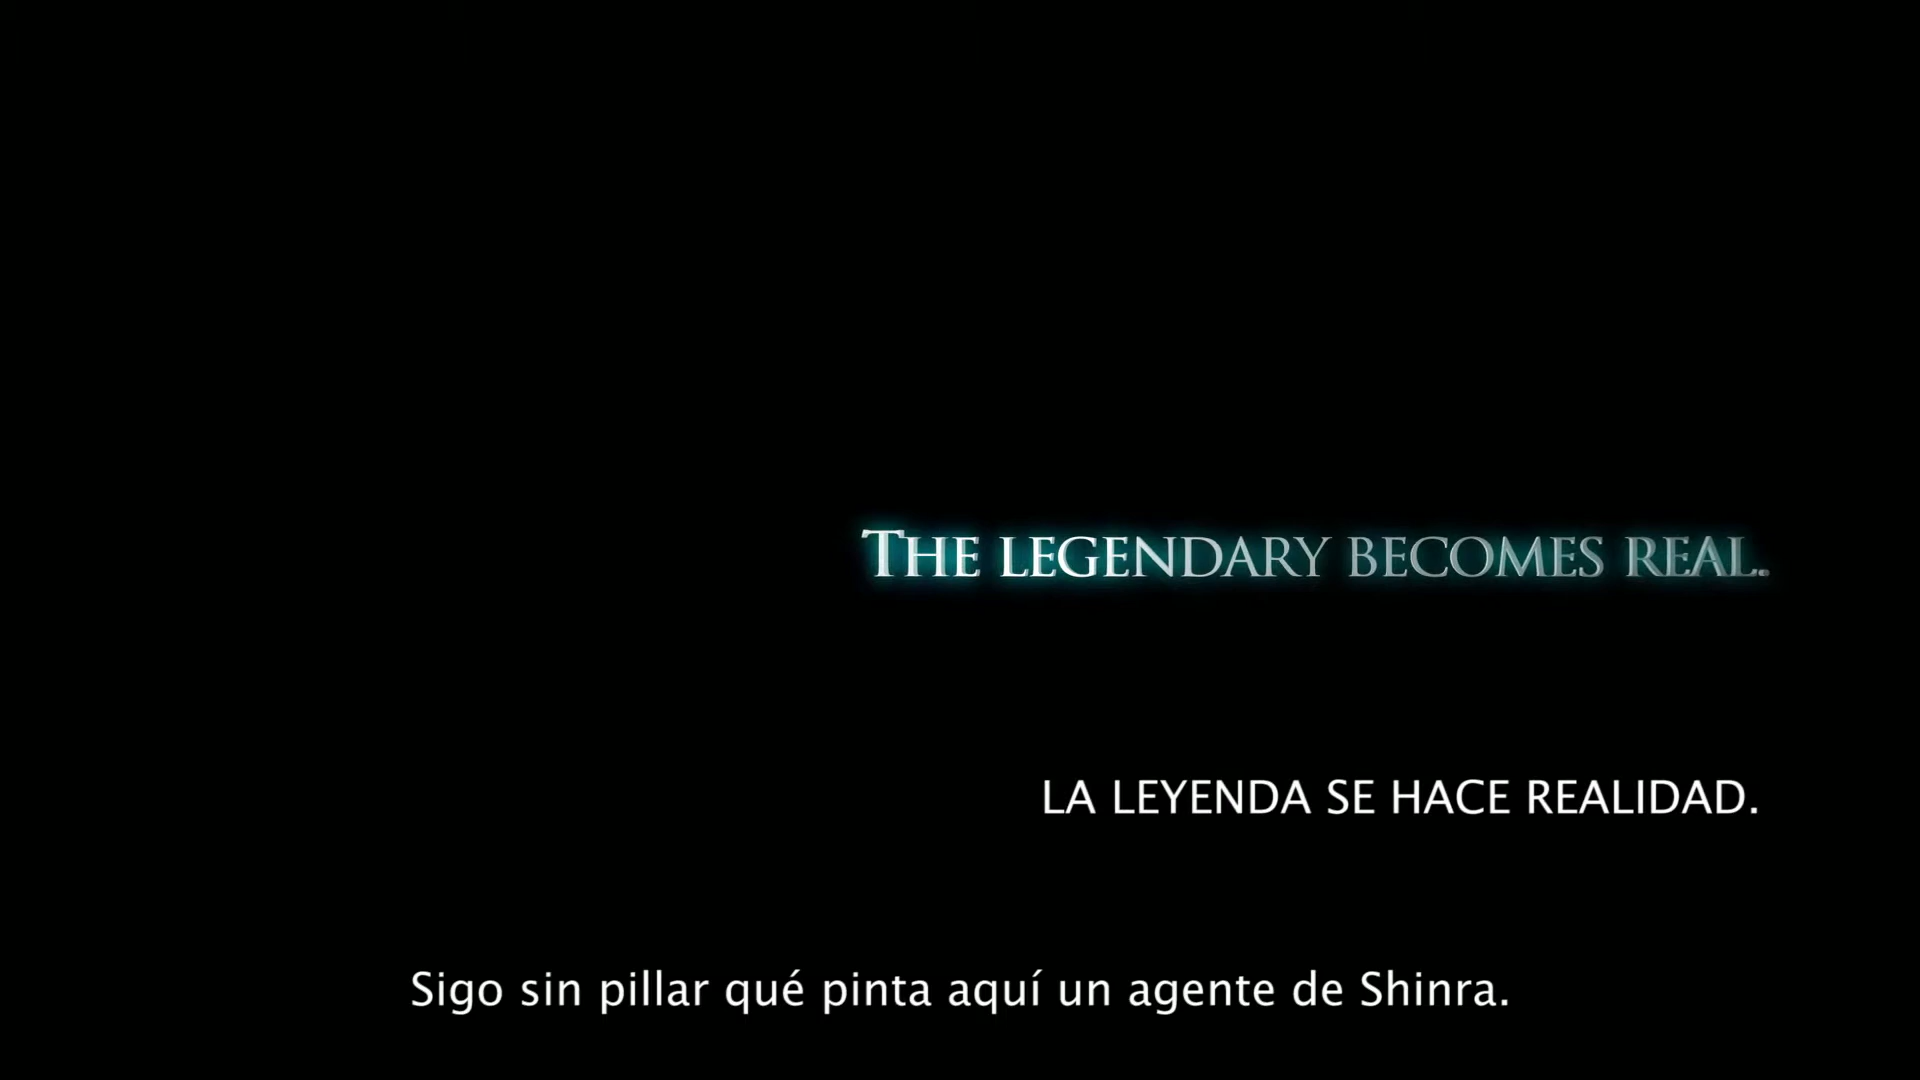 THE LEGENDARY BECOMES REAL.
LA LEYENDA SE HACE REALIDAD.
Sigo sin pillar qué pinta aquí un agente de Shinra.